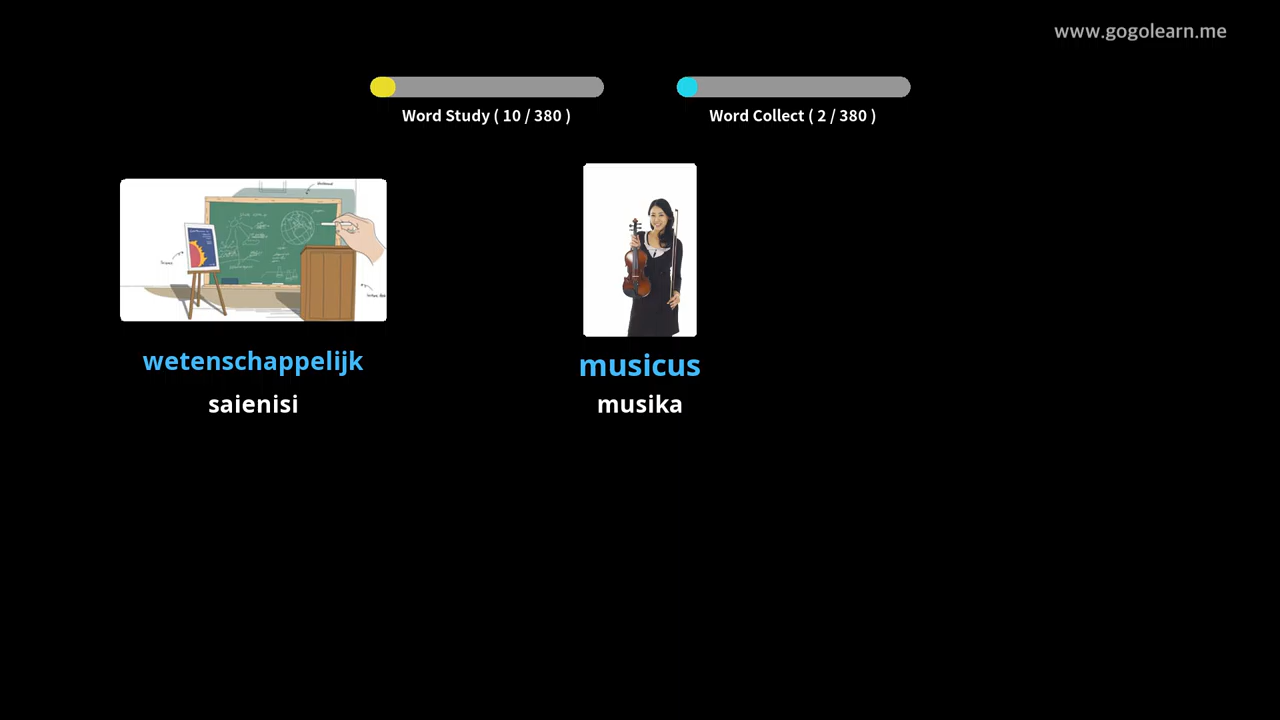 www.gogolearn.me
Word Study ( 10 / 380 )
Word Collect ( 2 / 380 )
wetenschappelijk
saienisi
musicus
musika